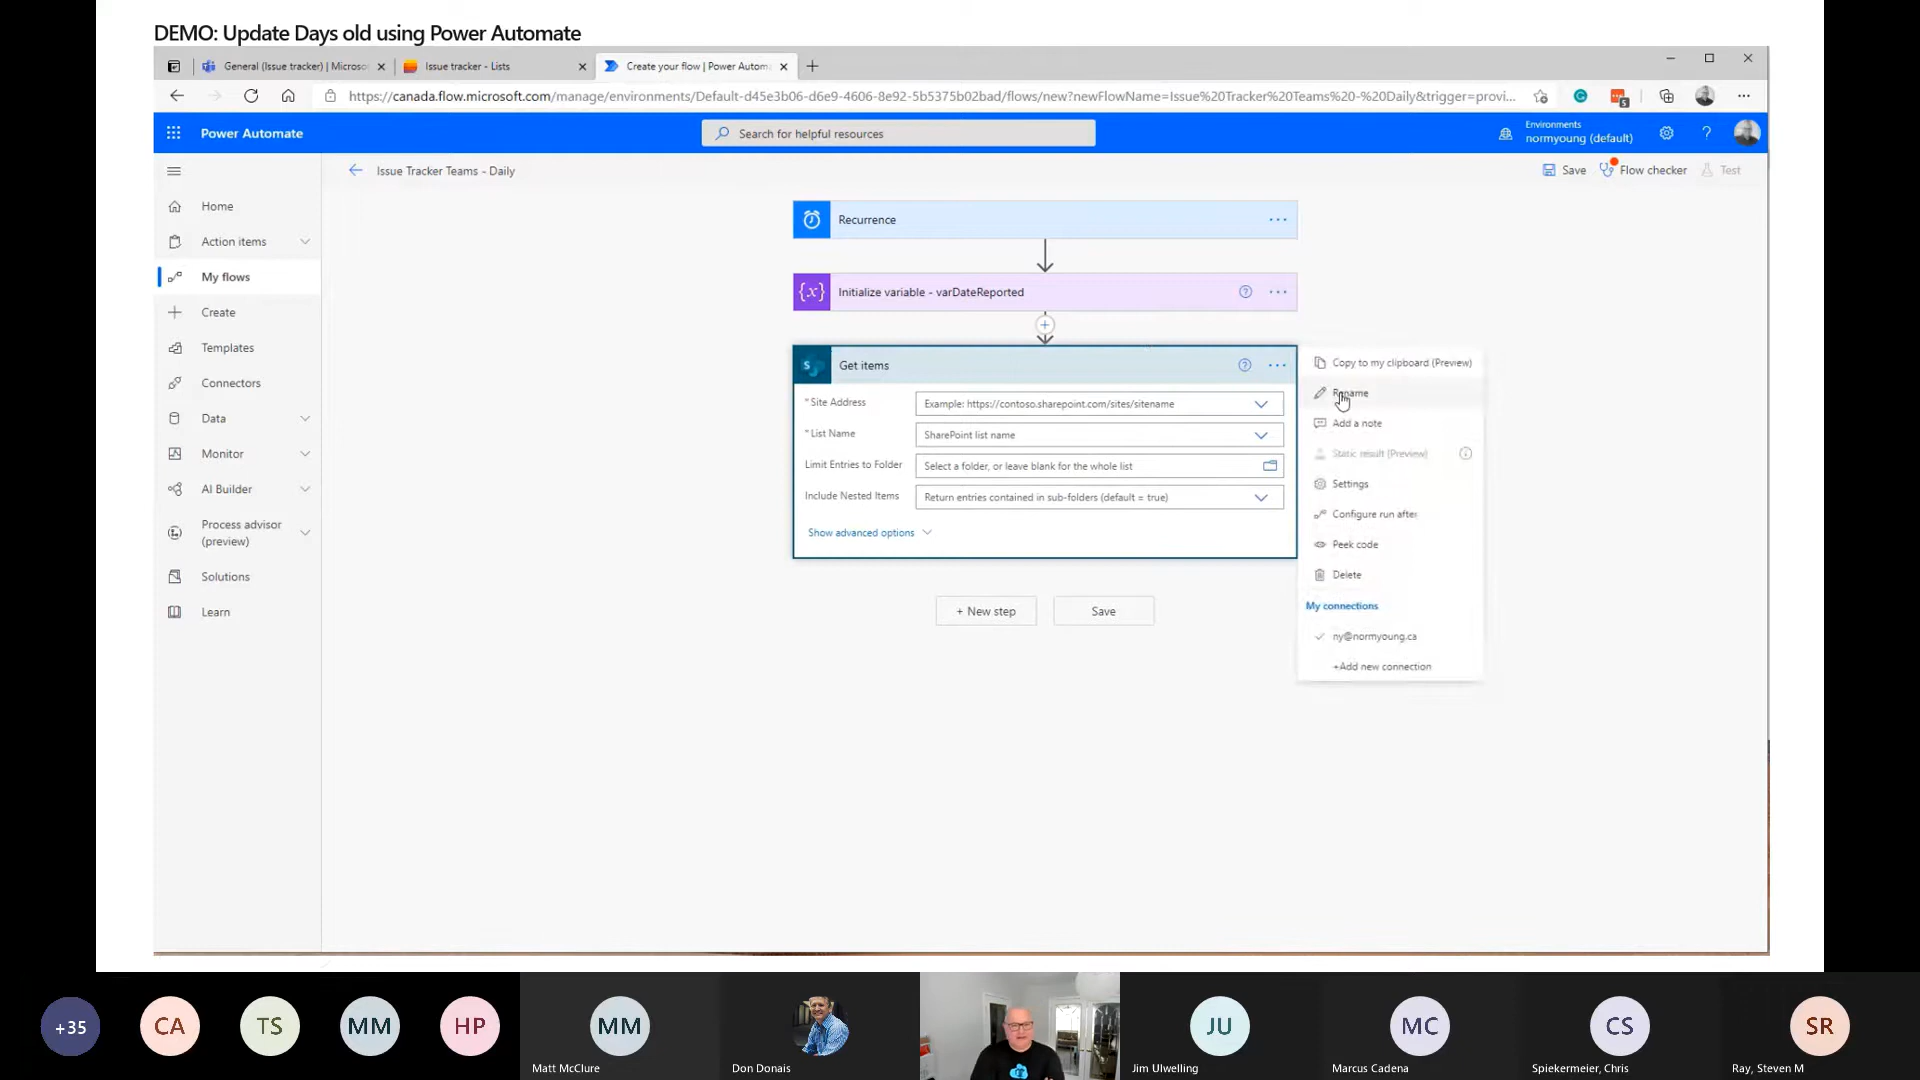 DEMO: Update Days old using Power Automate
General (Issue tracker) | Microso
Issue tracker - Lists
Create your flow | Power Autom
https://canada.flow.microsoft.com/manage/environments/Default-d45e3b06-d6e9-4606-8e92-5b5375b02bad/flows/new?newFlowName=Issue%20Tracker%20Teams%20-%20Daily&trigger=provi...
5
Power Automate
Search for helpful resources
Environments
normyoung (default)
?
Issue Tracker Teams - Daily
Save
Flow checker
Test
Home
Action items
My flows
Create
Templates
Connectors
Data
Monitor
AI Builder
Process advisor
(preview)
Solutions
Learn
Recurrence
{x}
Initialize variable - varDateReported
S
Get items
* Site Address
Example: https://contoso.sharepoint.com/sites/sitename
* List Name
SharePoint list name
Limit Entries to Folder
Select a folder, or leave blank for the whole list
Include Nested Items
Return entries contained in sub-folders (default = true)
Show advanced options
+ New step
Save
Copy to my clipboard (Preview)
Rename
Add a note
Static result (Preview)
Settings
Configure run after
Peek code
Delete
My connections
ny@normyoung.ca
+Add new connection
+35
CA
TS
MM
HP
MM
Matt McClure
Don Donais
JU
Jim Ulwelling
MC
Marcus Cadena
CS
Spiekermeier, Chris
SR
Ray, Steven M